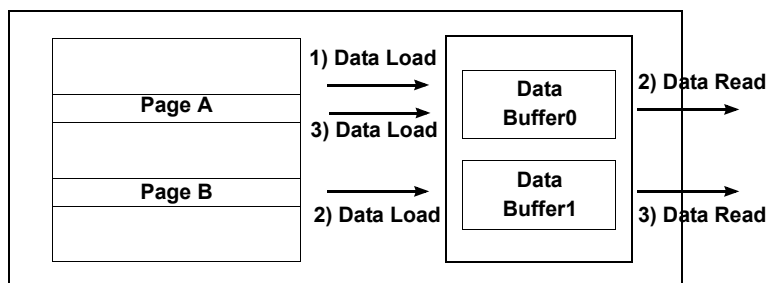 1) Data Load
Page A
3) Data Load
Data
Buffer0
2) Data Read
Page B
2) Data Load
Data
Buffer1
3) Data Read